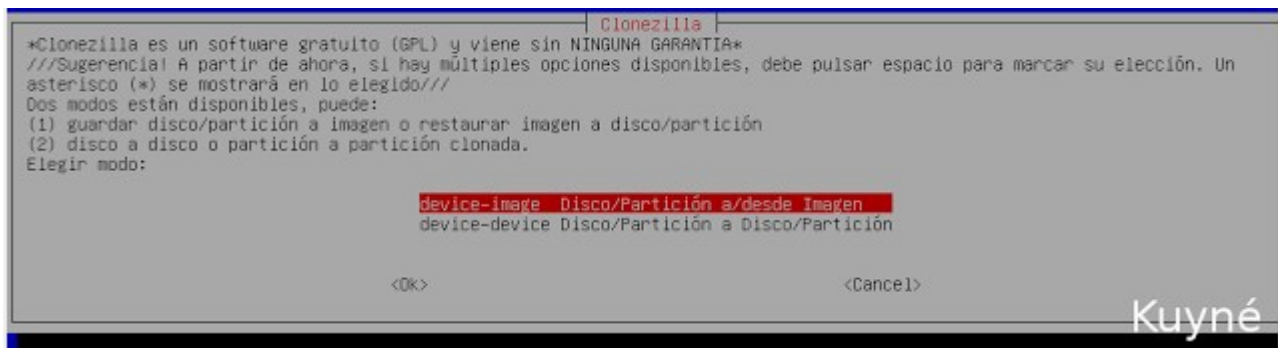 Clonezilla
*Clonezilla es un software gratuito (GPL) y viene sin NINGUNA GARANTIA*
///Sugerencia! A partir de ahora, si hay múltiples opciones disponibles, debe pulsar espacio para marcar su elección. Un
asterisco (*) se mostrará en lo elegido///
Dos modos están disponibles, puede:
(1) guardar disco/partición a imagen o restaurar imagen a disco/partición
(2) disco a disco o partición a partición clonada.
Elegir modo:
device-image Disco/Partición a/desde Imagen
device-device Disco/Partición a Disco/Partición
<Ok> <Cancel>
Kuyné